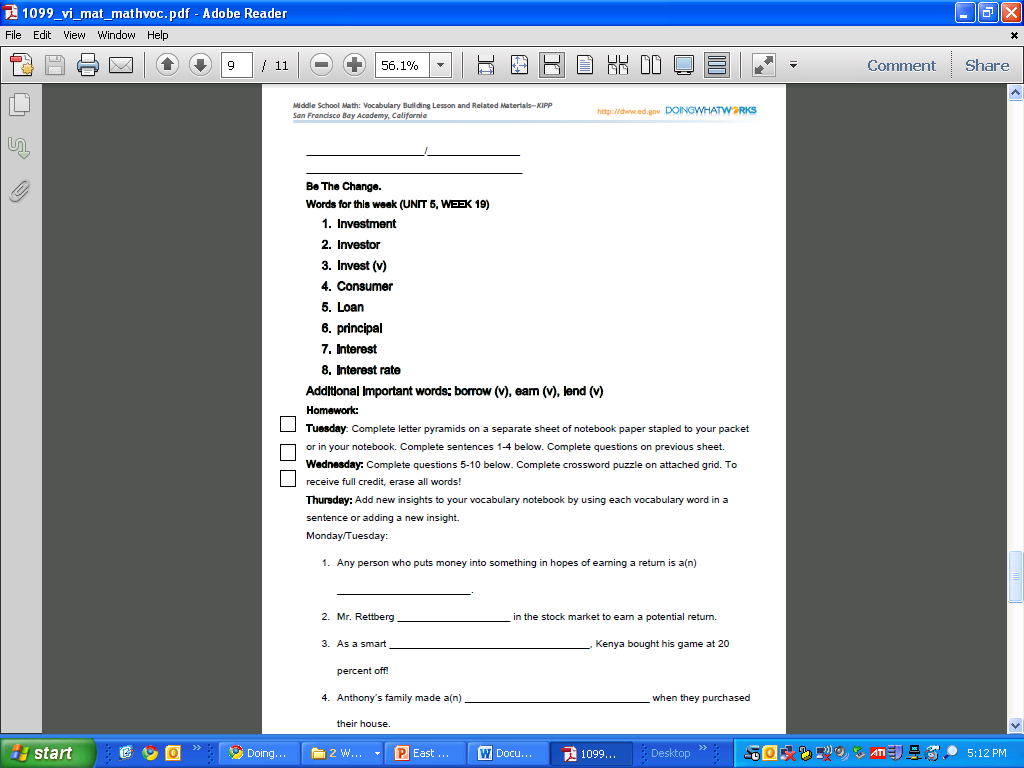 1099_vi_mat_mathvoc.pdf - Adobe Reader
File Edit View Window Help
9 / 11 56.1% Comment Share
Middle School Math: Vocabulary Building Lesson and Related Materials—KIPP
San Francisco Bay Academy, California
http://dww.ed.gov DOINGWHATWORKS
____________________/________________
______________________________________
Be The Change.
Words for this week (UNIT 5, WEEK 19)
1. Investment
2. Investor
3. Invest (v)
4. Consumer
5. Loan
6. principal
7. Interest
8. Interest rate
Additional important words: borrow (v), earn (v), lend (v)
Homework:
Tuesday: Complete letter pyramids on a separate sheet of notebook paper stapled to your packet
or in your notebook. Complete sentences 1-4 below. Complete questions on previous sheet.
Wednesday: Complete questions 5-10 below. Complete crossword puzzle on attached grid. To
receive full credit, erase all words!
Thursday: Add new insights to your vocabulary notebook by using each vocabulary word in a
sentence or adding a new insight.
Monday/Tuesday:
1. Any person who puts money into something in hopes of earning a return is a(n)
________________________.
2. Mr. Rettberg ____________________ in the stock market to earn a potential return.
3. As a smart ____________________________________, Kenya bought his game at 20
percent off!
4. Anthony's family made a(n) _________________________________ when they purchased
their house.
start Doing... 2 W... East ... Docu... 1099... Desktop 5:12 PM